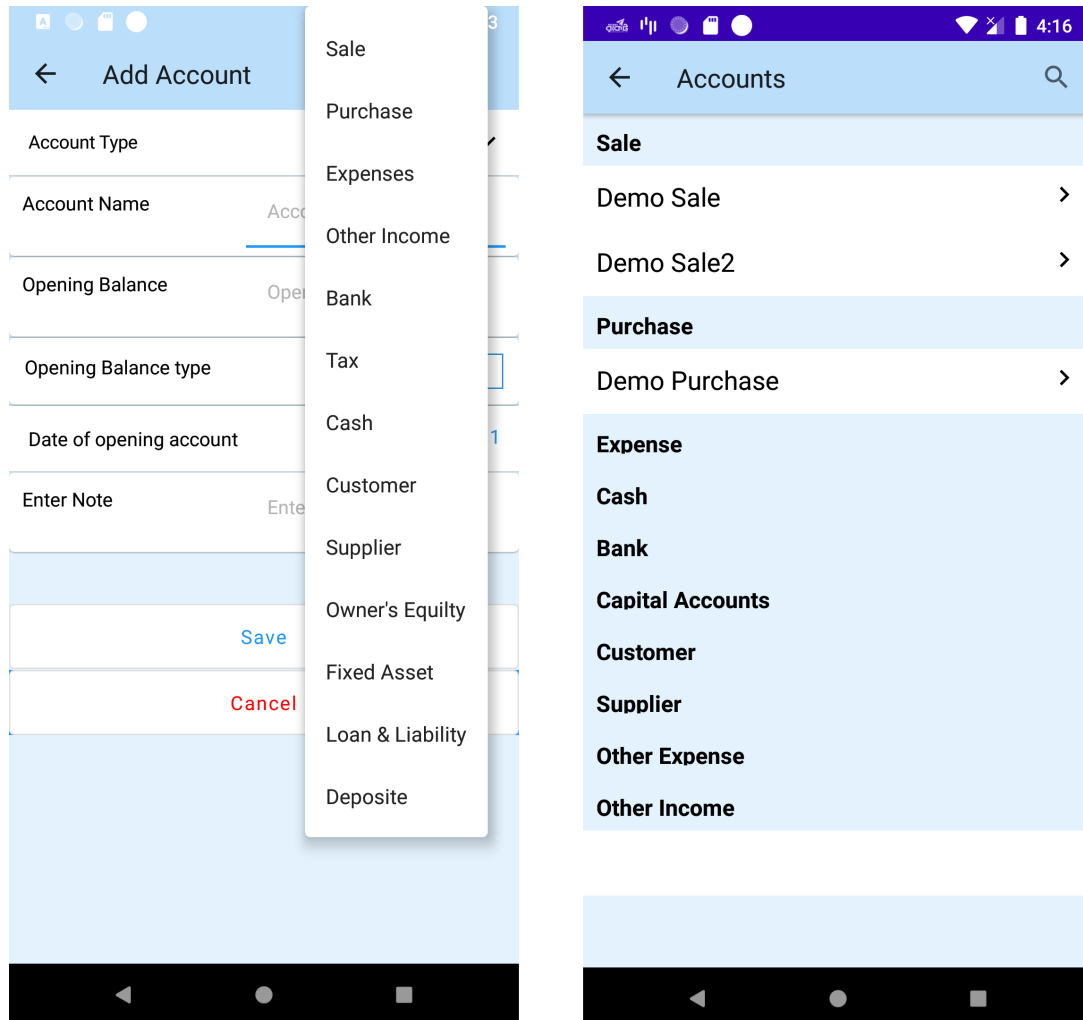 3
Add Account
Account Type
Account Name
Acco
Opening Balance
Oper
Opening Balance type
Date of opening account
1
Enter Note
Ente
Save
Cancel
Sale
Purchase
Expenses
Other Income
Bank
Tax
Cash
Customer
Supplier
Owner's Equilty
Fixed Asset
Loan & Liability
Deposite
4:16
Accounts
Sale
Demo Sale
Demo Sale2
Purchase
Demo Purchase
Expense
Cash
Bank
Capital Accounts
Customer
Supplier
Other Expense
Other Income